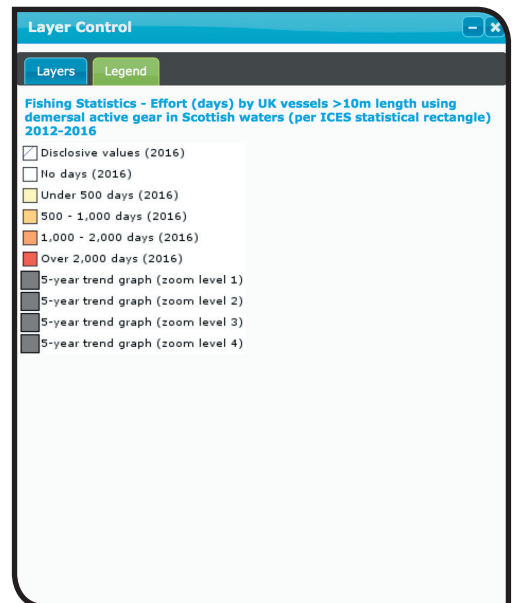 Layer Control
Layers Legend
Fishing Statistics - Effort (days) by UK vessels >10m length using
demersal active gear in Scottish waters (per ICES statistical rectangle)
2012-2016
Disclosive values (2016)
No days (2016)
Under 500 days (2016)
500 - 1,000 days (2016)
1,000 - 2,000 days (2016)
Over 2,000 days (2016)
5-year trend graph (zoom level 1)
5-year trend graph (zoom level 2)
5-year trend graph (zoom level 3)
5-year trend graph (zoom level 4)